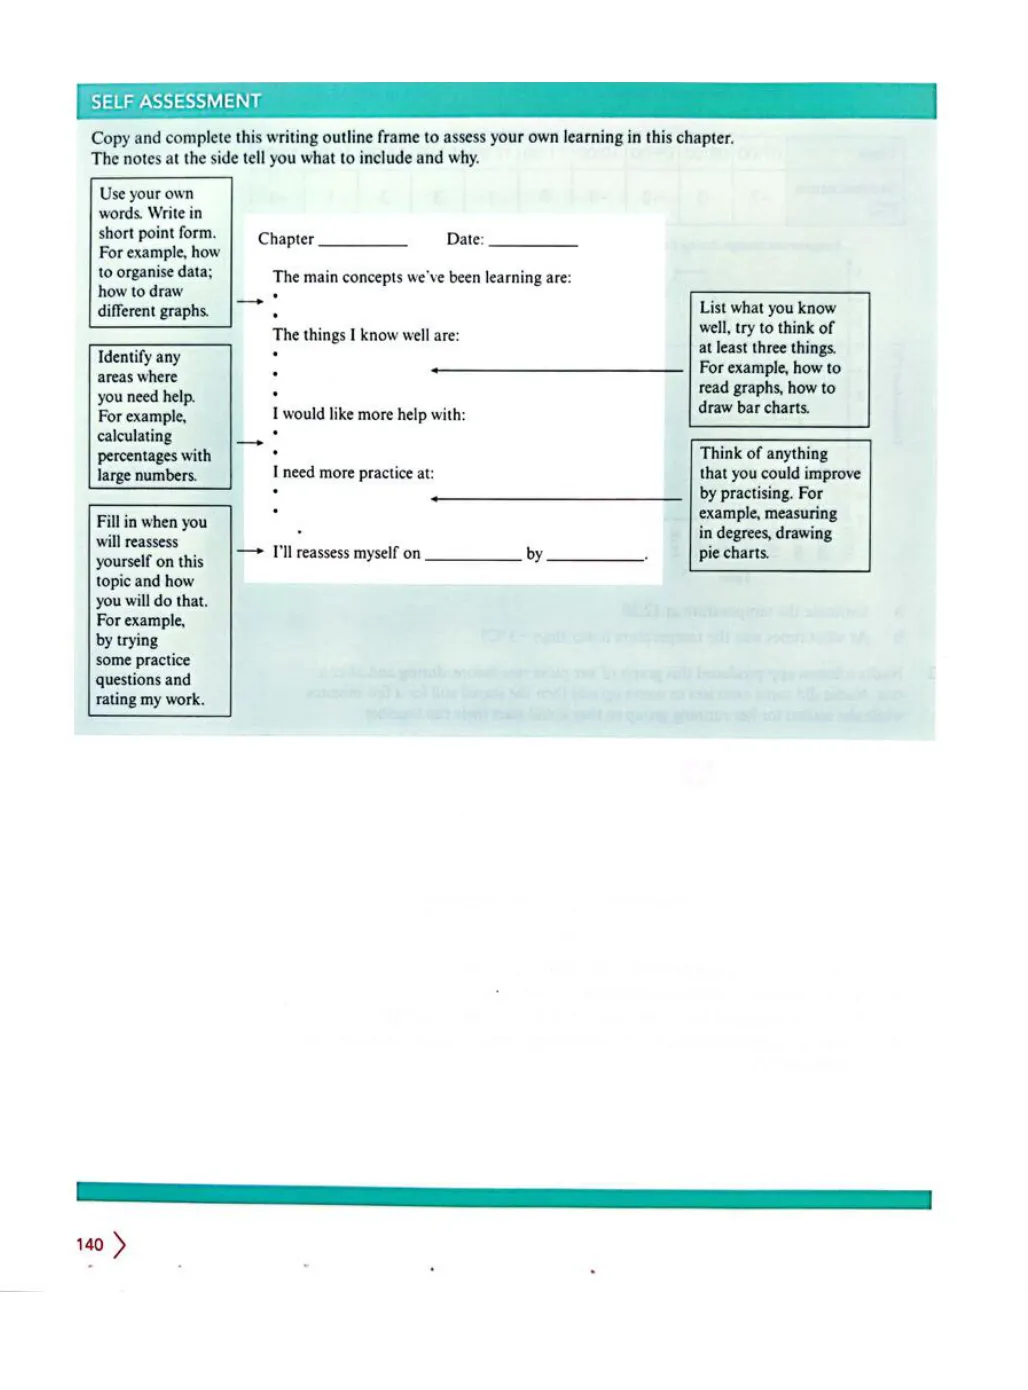 SELF ASSESSMENT
Copy and complete this writing outline frame to assess your own learning in this chapter.
The notes at the side tell you what to include and why.
Use your own
words. Write in
short point form.
For example, how
to organise data;
how to draw
different graphs.
Identify any
areas where
you need help.
For example,
calculating
percentages with
large numbers.
Fill in when you
will reassess
yourself on this
topic and how
you will do that.
For example,
by trying
some practice
questions and
rating my work.
Chapter __________ Date: __________
The main concepts we've been learning are:
•
•
The things I know well are:
•
•
•
I would like more help with:
•
•
I need more practice at:
•
•
I'll reassess myself on __________ by __________.
List what you know
well, try to think of
at least three things.
For example, how to
read graphs, how to
draw bar charts.
Think of anything
that you could improve
by practising. For
example, measuring
in degrees, drawing
pie charts.
140